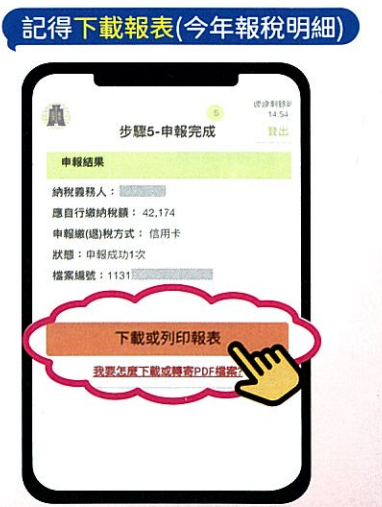 記得下載報表(今年報稅明細)
5
14:54
步驟5-申報完成
登出
申報結果
納稅義務人：
應自行繳納稅額：42,174
申報繳(退)稅方式：信用卡
狀態：申報成功1次
檔案編號：1131
下載或列印報表
我要怎麼下載或轉寄PDF檔案?